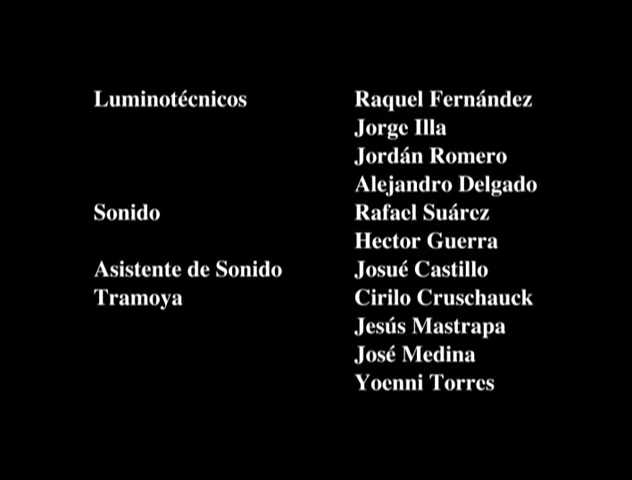 Luminotécnicos Raquel Fernández
Jorge Illa
Jordán Romero
Alejandro Delgado
Sonido Rafael Suárez
Hector Guerra
Asistente de Sonido Josué Castillo
Tramoya Cirilo Cruschauck
Jesús Mastrapa
José Medina
Yoenni Torres